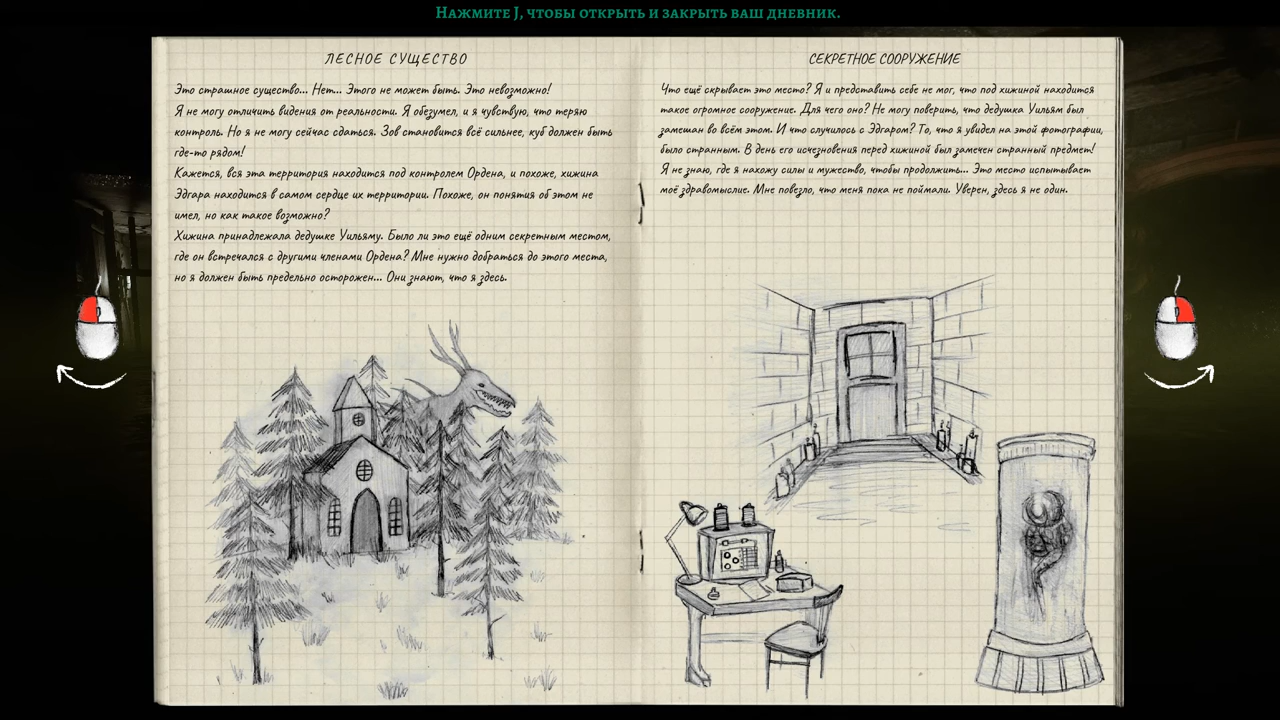 Нажмите J, чтобы открыть и закрыть ваш дневник.
ЛЕСНОЕ СУЩЕСТВО
Это страшное существо... Нет... Этого не может быть. Это невозможно!
Я не могу отличить видения от реальности. Я обезумел, и я чувствую, что теряю
контроль. Но я не могу сейчас сдаться. Зов становится всё сильнее, куб должен быть
где-то рядом!
Кажется, вся эта территория находится под контролем Ордена, и похоже, хижина
Эдгара находится в самом сердце их территории. Похоже, он понятия об этом не
имел, но как такое возможно?
Хижина принадлежала дедушке Уильяму. Было ли это ещё одним секретным местом,
где он встречался с другими членами Ордена? Мне нужно добраться до этого места,
но я должен быть предельно осторожен... Они знают, что я здесь.
СЕКРЕТНОЕ СООРУЖЕНИЕ
Что ещё скрывает это место? Я и представить себе не мог, что под хижиной находится
такое огромное сооружение. Для чего оно? Не могу поверить, что дедушка Уильям был
замешан во всём этом. И что случилось с Эдгаром? То, что я увидел на этой фотографии,
было странным. В день его исчезновения перед хижиной был замечен странный предмет!
Я не знаю, где я нахожу силы и мужество, чтобы продолжить... Это место испытывает
моё здравомыслие. Мне повезло, что меня пока не поймали. Уверен, здесь я не один.